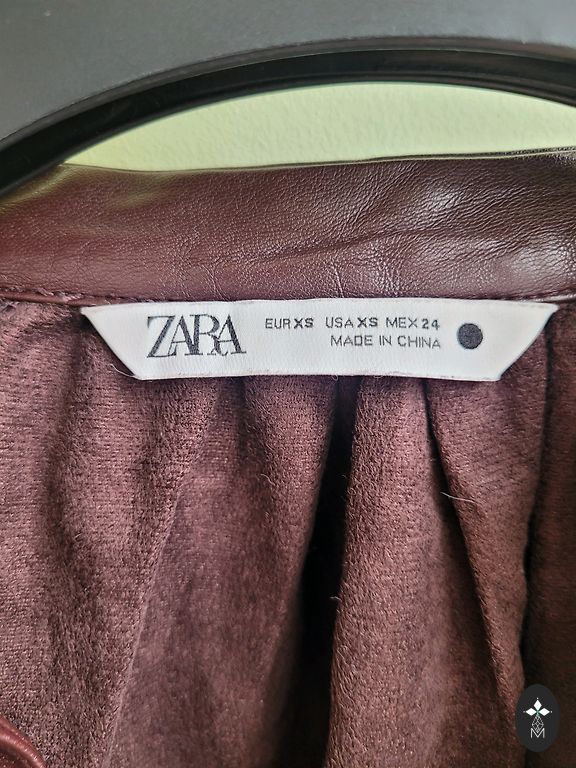 ZARA
EUR XS USA XS MEX 24
MADE IN CHINA